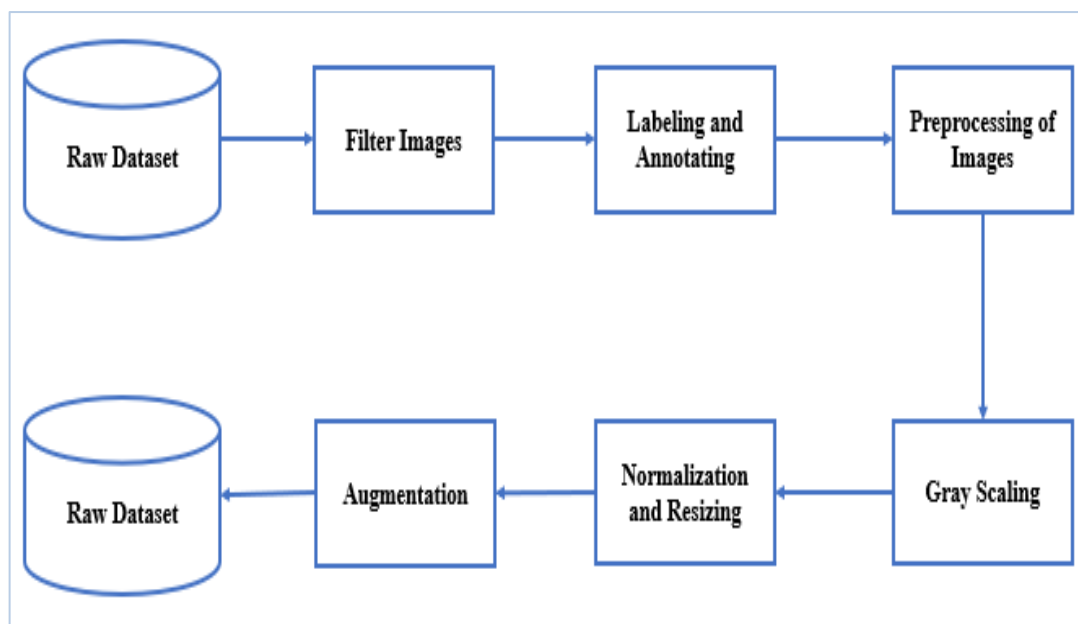 Raw Dataset
Filter Images
Labeling and
Annotating
Preprocessing of
Images
Raw Dataset
Augmentation
Normalization
and Resizing
Gray Scaling